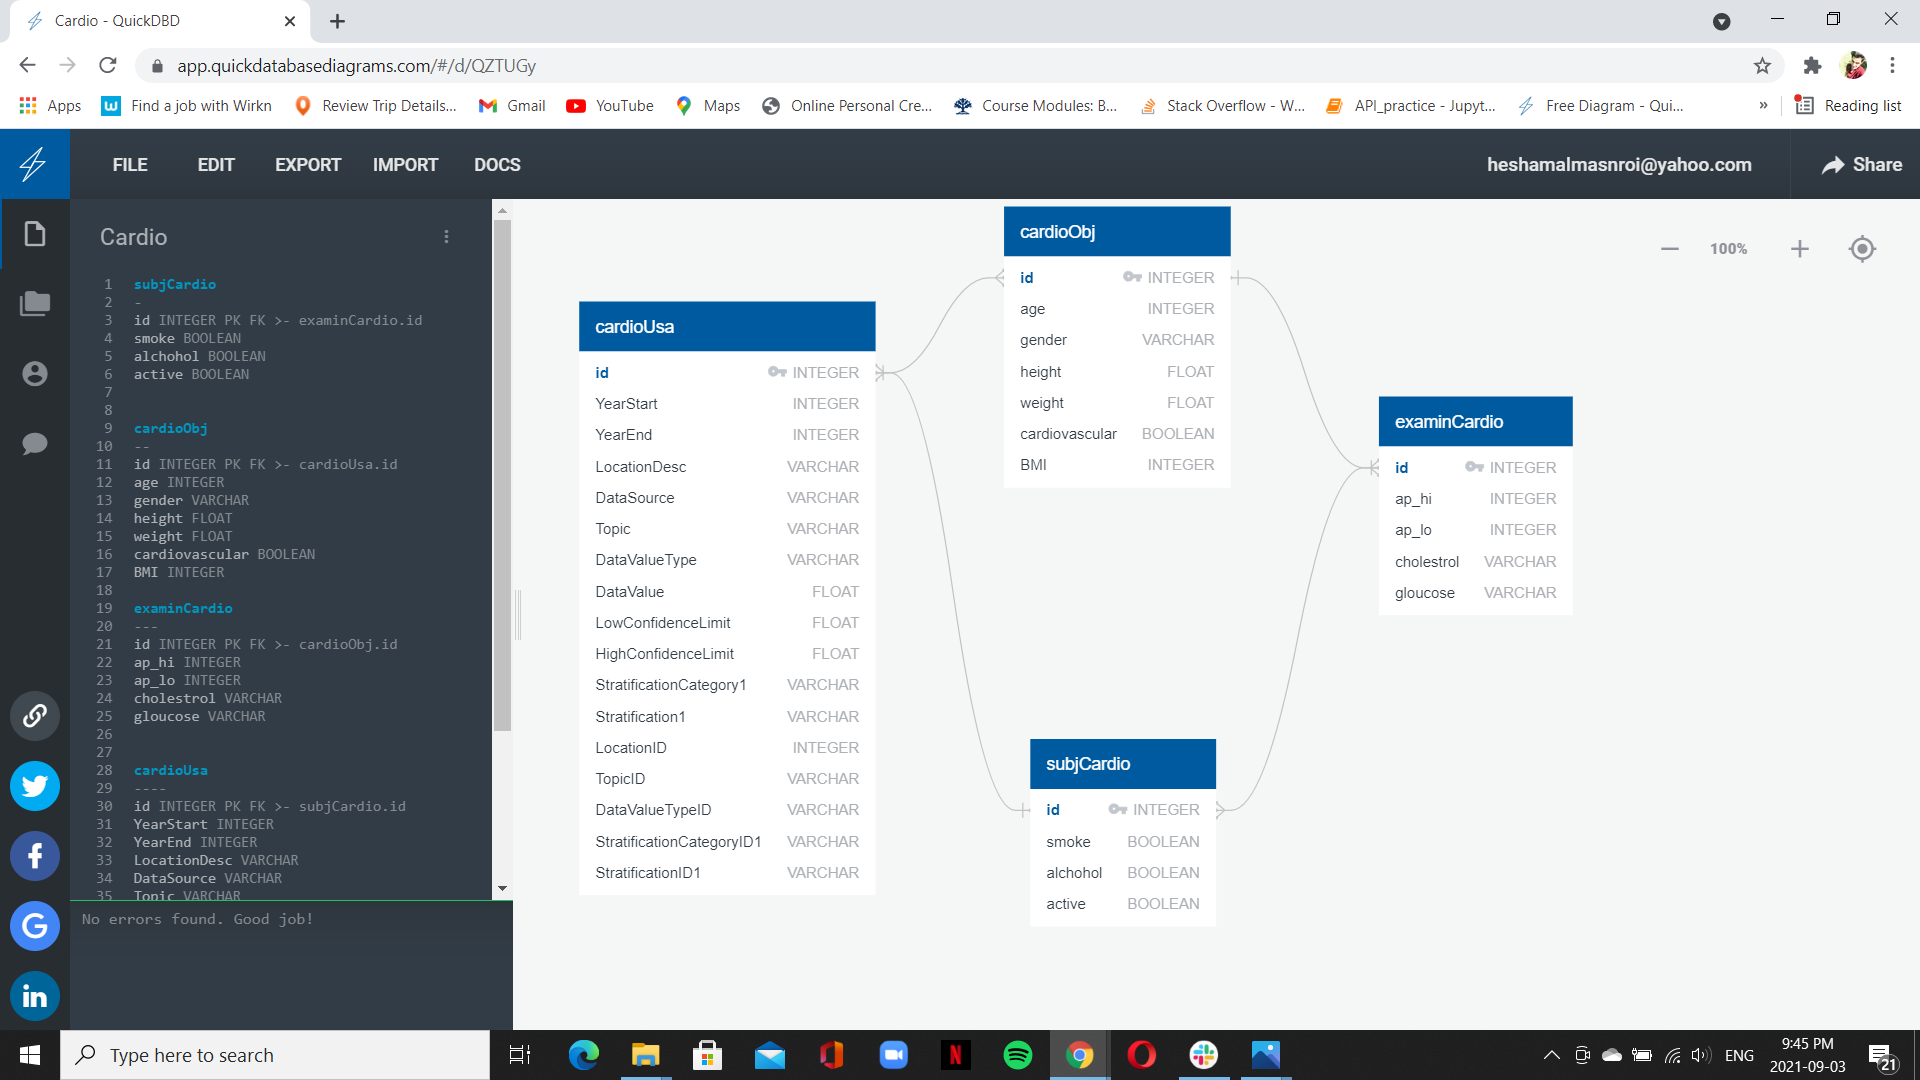 Cardio - QuickDBD
app.quickdatabasediagrams.com/#/d/QZTUGy
Apps
Find a job with Wirkn
Review Trip Details...
Gmail
YouTube
Maps
Online Personal Cre...
Course Modules: B...
Stack Overflow - W...
API_practice - Jupyt...
Free Diagram - Qui...
»
Reading list
FILE EDIT EXPORT IMPORT DOCS
heshamalmasnroi@yahoo.com
Share
Cardio
1 subjCardio
2 -
3 id INTEGER PK FK >- examinCardio.id
4 smoke BOOLEAN
5 alchohol BOOLEAN
6 active BOOLEAN
7
8
9 cardioObj
10 --
11 id INTEGER PK FK >- cardioUsa.id
12 age INTEGER
13 gender VARCHAR
14 height FLOAT
15 weight FLOAT
16 cardiovascular BOOLEAN
17 BMI INTEGER
18
19 examinCardio
20 ---
21 id INTEGER PK FK >- cardioObj.id
22 ap_hi INTEGER
23 ap_lo INTEGER
24 cholestrol VARCHAR
25 gloucose VARCHAR
26
27
28 cardioUsa
29 ----
30 id INTEGER PK FK >- subjCardio.id
31 YearStart INTEGER
32 YearEnd INTEGER
33 LocationDesc VARCHAR
34 DataSource VARCHAR
35 Topic VARCHAR
No errors found. Good job!
cardioUsa
id INTEGER
YearStart INTEGER
YearEnd INTEGER
LocationDesc VARCHAR
DataSource VARCHAR
Topic VARCHAR
DataValueType VARCHAR
DataValue FLOAT
LowConfidenceLimit FLOAT
HighConfidenceLimit FLOAT
StratificationCategory1 VARCHAR
Stratification1 VARCHAR
LocationID INTEGER
TopicID VARCHAR
DataValueTypeID VARCHAR
StratificationCategoryID1 VARCHAR
StratificationID1 VARCHAR
cardioObj
id INTEGER
age INTEGER
gender VARCHAR
height FLOAT
weight FLOAT
cardiovascular BOOLEAN
BMI INTEGER
subjCardio
id INTEGER
smoke BOOLEAN
alchohol BOOLEAN
active BOOLEAN
examinCardio
id INTEGER
ap_hi INTEGER
ap_lo INTEGER
cholestrol VARCHAR
gloucose VARCHAR
100%
Type here to search
ENG
9:45 PM
2021-09-03
21